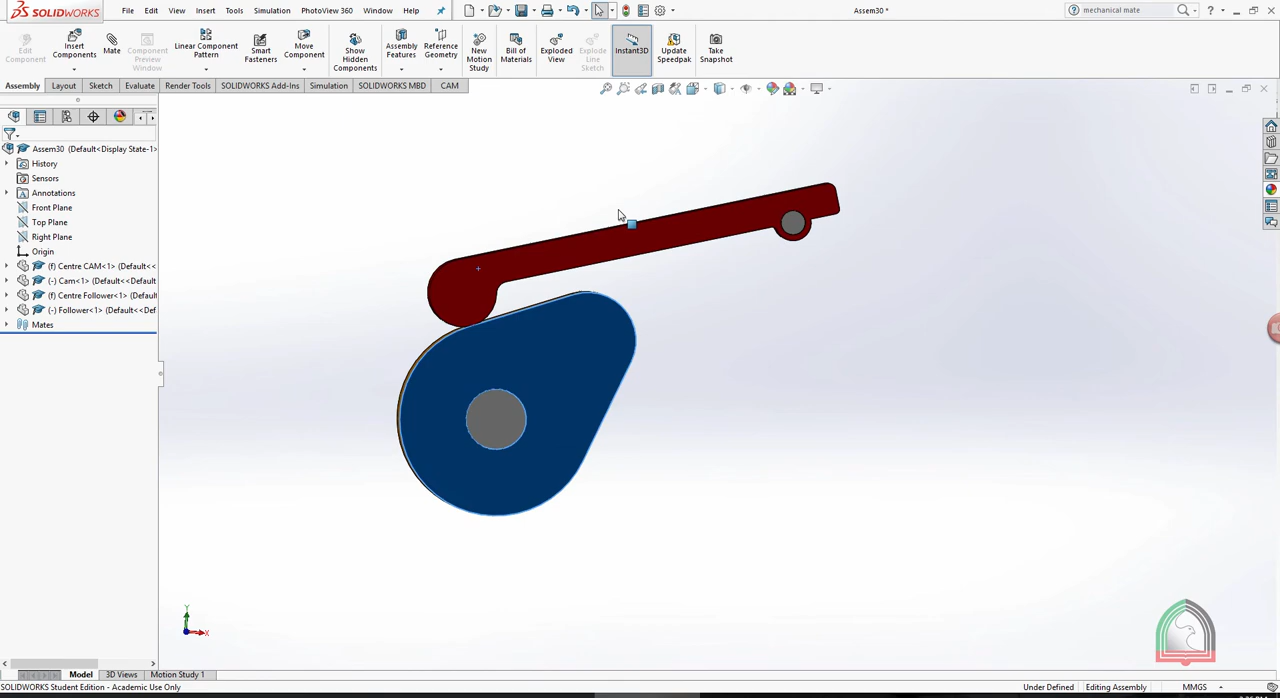 SOLIDWORKS File Edit View Insert Tools Simulation PhotoView 360 Window Help
Assem30 *
mechanical mate
Edit Component
Insert Components
Mate
Component Preview Window
Linear Component Pattern
Smart Fasteners
Move Component
Show Hidden Components
Assembly Features
Reference Geometry
New Motion Study
Bill of Materials
Exploded View
Explode Line Sketch
Instant3D
Update Speedpak
Take Snapshot
Assembly Layout Sketch Evaluate Render Tools SOLIDWORKS Add-Ins Simulation SOLIDWORKS MBD CAM
Assem30 (Default<Display State-1>
History
Sensors
Annotations
Front Plane
Top Plane
Right Plane
Origin
(f) Centre CAM<1> (Default<<
(-) Cam<1> (Default<<Defau
(f) Centre Follower<1> (Default
(-) Follower<1> (Default<<Def
Mates
Y
X
Model 3D Views Motion Study 1
SOLIDWORKS Student Edition - Academic Use Only
Under Defined Editing Assembly MMGS